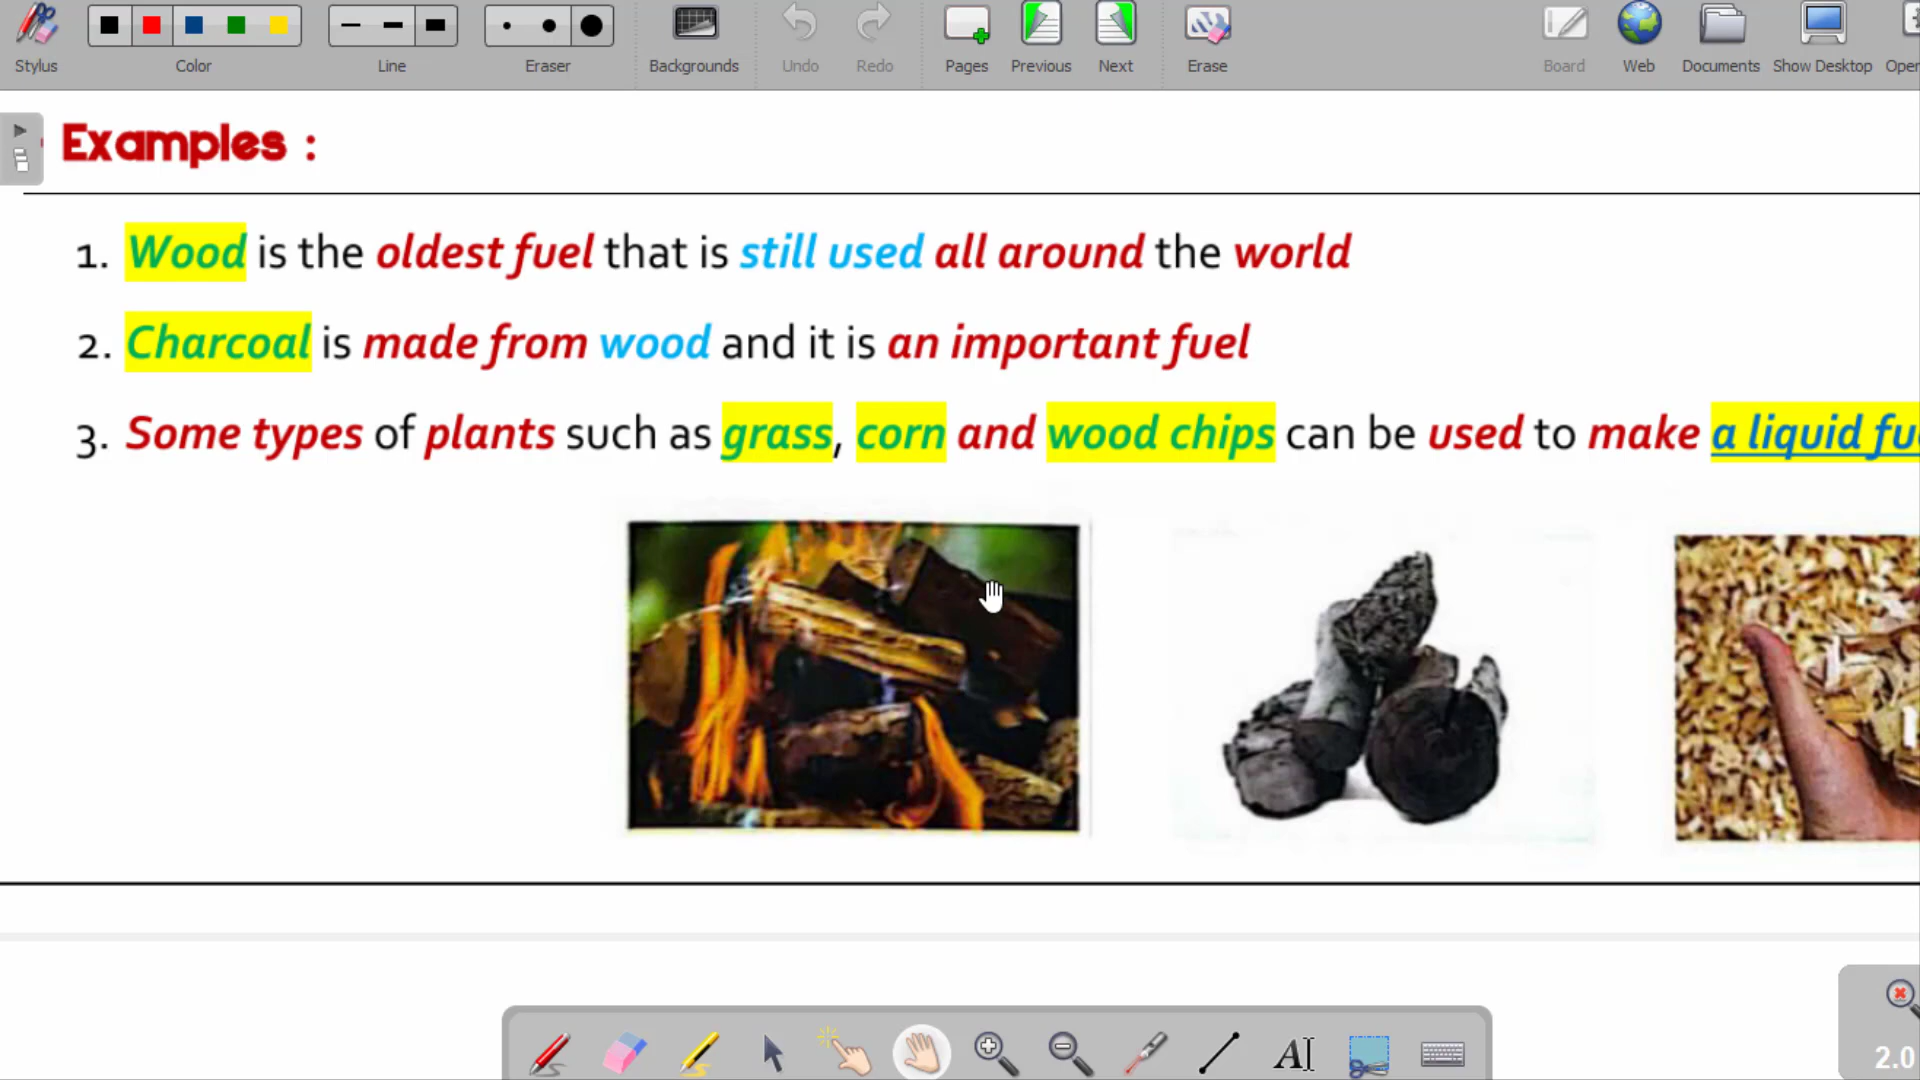 Stylus
Color
Line
Eraser
Backgrounds
Undo
Redo
Pages
Previous
Next
Erase
Board
Web
Documents
Show Desktop
Examples :
1. Wood is the oldest fuel that is still used all around the world
2. Charcoal is made from wood and it is an important fuel
3. Some types of plants such as grass, corn and wood chips can be used to make a liquid
2.0